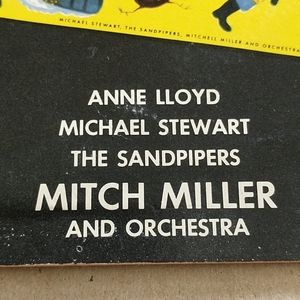 MICHAEL STEWART, THE SANDPIPERS, MITCHELL MILLER AND ORCHESTRA
ANNE LLOYD
MICHAEL STEWART
THE SANDPIPERS
MITCH MILLER
AND ORCHESTRA